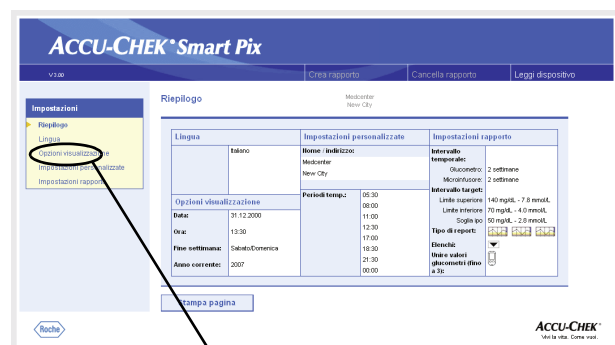 ACCU-CHEK® Smart Pix
V 3.00
Crea rapporto
Cancella rapporto
Leggi dispositivo
Impostazioni
Riepilogo
Lingua
Opzioni visualizzazione
Impostazioni personalizzate
Impostazioni rapporto
Riepilogo
Medcenter
New City
Lingua
Italiano
Opzioni visualizzazione
Data: 31.12.2000
Ora: 13:30
Fine settimana: Sabato/Domenica
Anno corrente: 2007
Impostazioni personalizzate
Home / indirizzo:
Medcenter
New City
Periodi temp.: 05:30
08:00
11:00
12:30
17:00
18:30
21:30
00:00
Impostazioni rapporto
Intervallo
temporale:
Glucometro: 2 settimane
Microinfusore: 2 settimane
Intervallo target:
Limite superiore 140 mg/dL - 7.8 mmol/L
Limite inferiore 70 mg/dL - 4.0 mmol/L
Soglia ipo 50 mg/dL - 2.8 mmol/L
Tipo di report:
Elenchi:
Unire valori
glucometri (fino
a 3):
Stampa pagina
Roche
ACCU-CHEK®
Vivi la vita. Come vuoi.